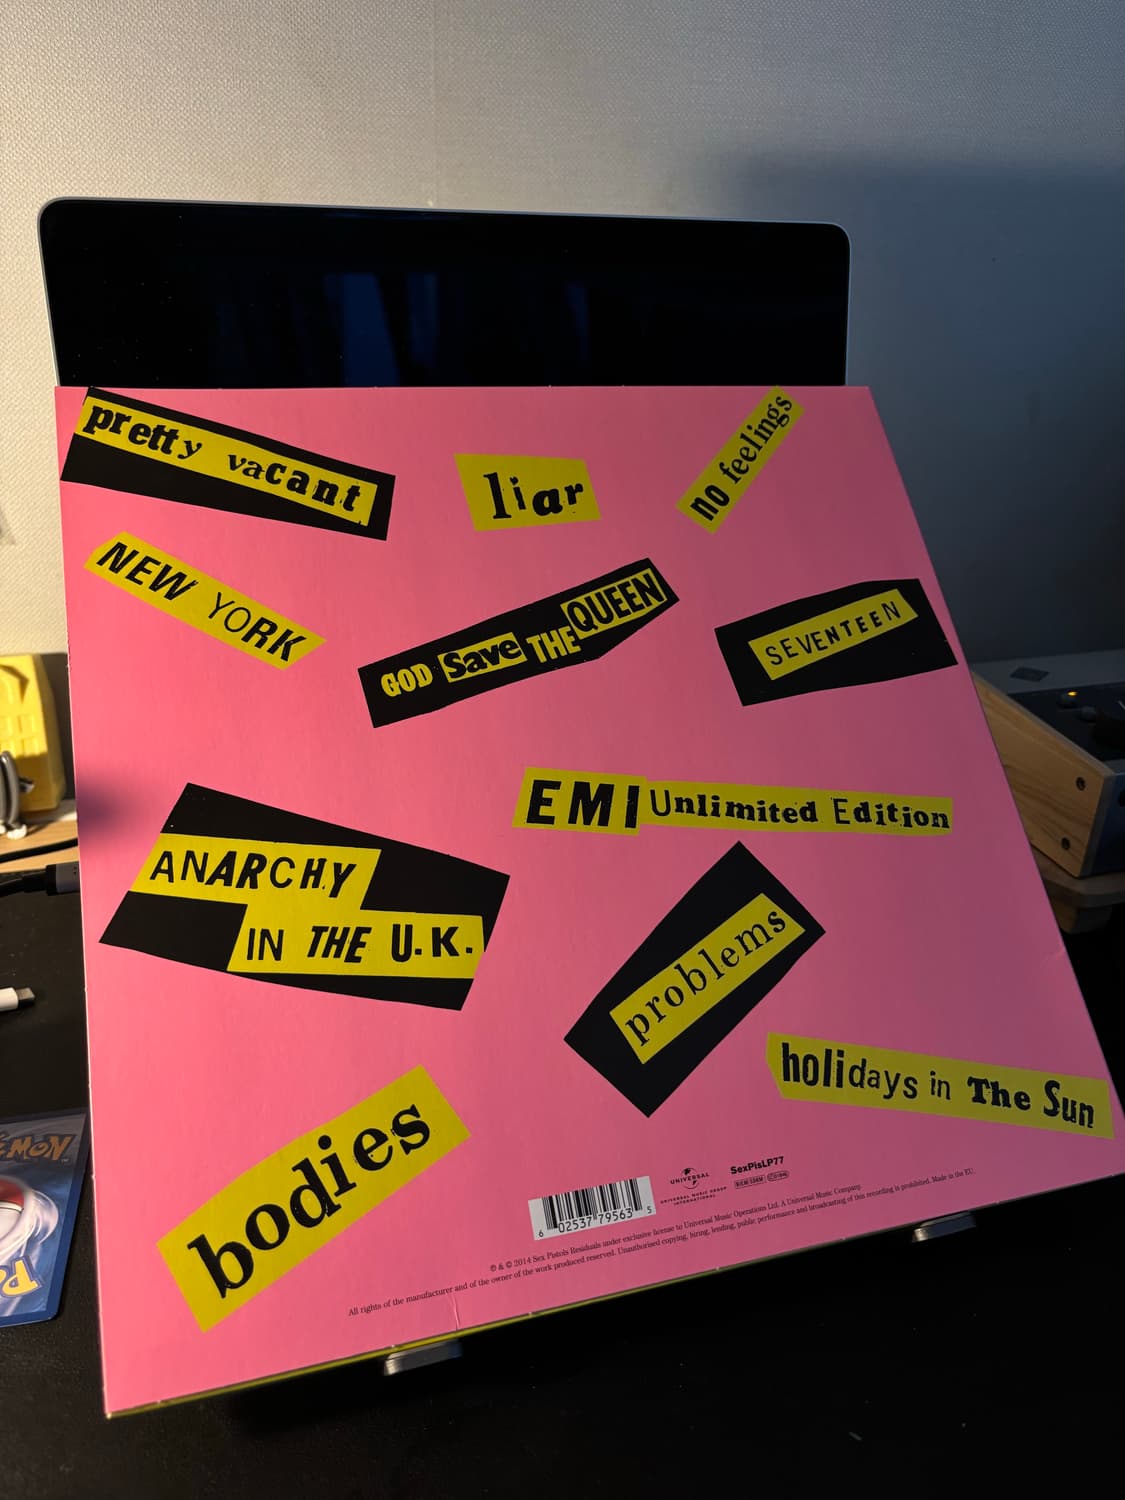 pretty vacant
liar
no feelings
NEW YORK
GOD Save THE QUEEN
SEVENTEEN
EMI Unlimited Edition
ANARCHY
IN THE U.K.
problems
holidays in The Sun
bodies
UNIVERSAL
UNIVERSAL MUSIC GROUP
INTERNATIONAL
SexPisLP77
6 02537 79563 5
℗ & © 2014 Sex Pistols Residuals under exclusive license to Universal Music Operations Ltd. A Universal Music Company.
All rights of the manufacturer and of the owner of the work produced reserved. Unauthorised copying, hiring, lending, public performance and broadcasting of this recording is prohibited. Made in the EU.